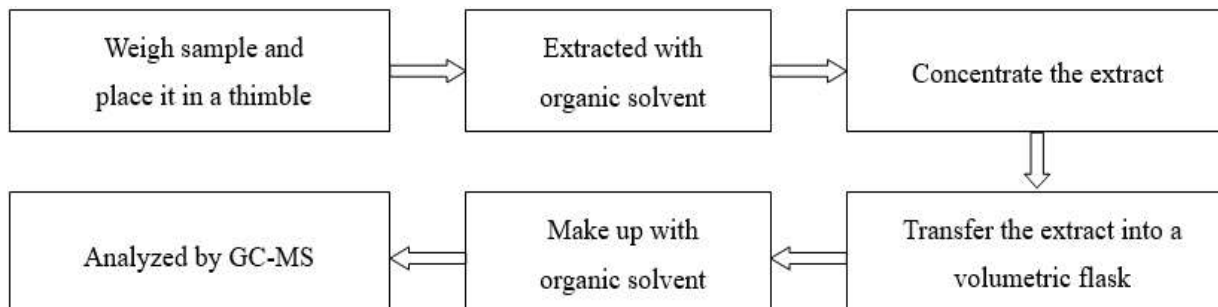 Weigh sample and
place it in a thimble
Extracted with
organic solvent
Concentrate the extract
Transfer the extract into a
volumetric flask
Make up with
organic solvent
Analyzed by GC-MS